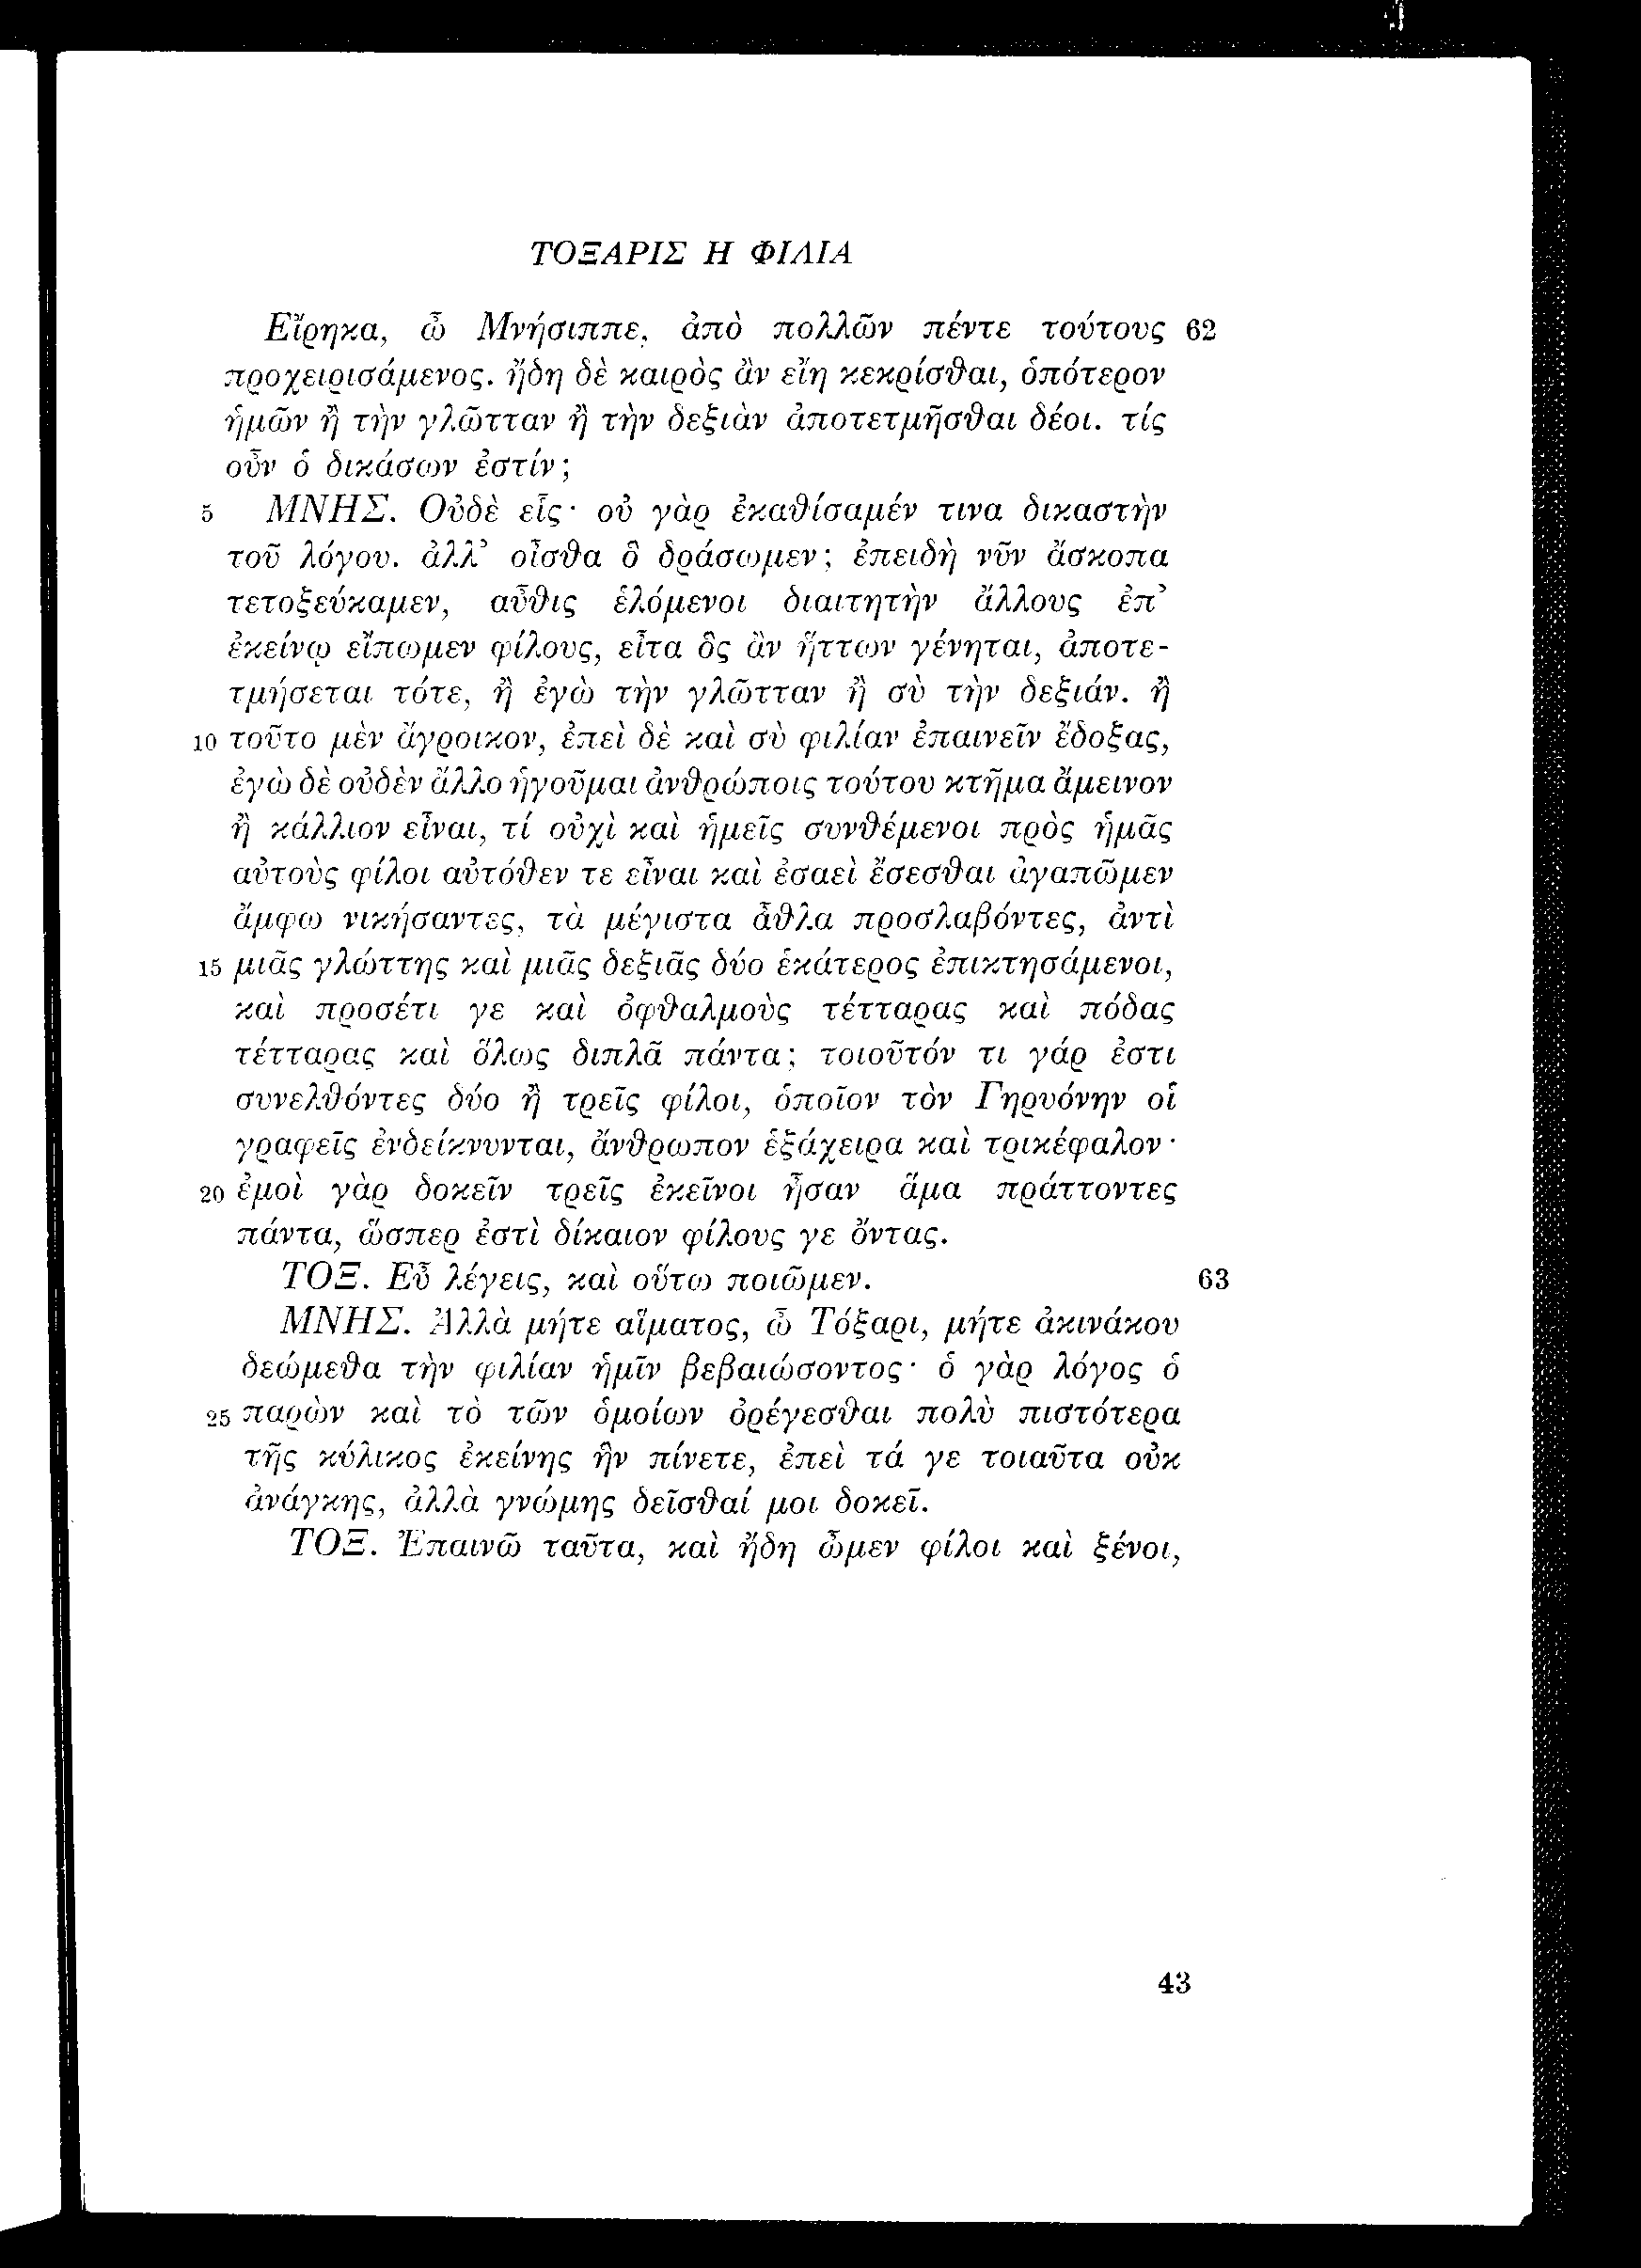 ΤΟΞΑΡΙΣ Η ΦΙΛΙΑ
Εἴρηκα, ὦ Μνήσιππε, ἀπὸ πολλῶν πέντε τούτους 62
προχειρισάμενος. ἤδη δὲ καιρὸς ἂν εἴη κεκρίσθαι, ὁπότερον
ἡμῶν ἢ τὴν γλῶτταν ἢ τὴν δεξιὰν ἀποτετμῆσθαι δέοι. τίς
οὖν ὁ δικάσων ἐστίν;
5 ΜΝΗΣ. Οὐδὲ εἷς· οὐ γὰρ ἐκαθίσαμέν τινα δικαστὴν
τοῦ λόγου. ἀλλ’ οἶσθα ὃ δράσωμεν; ἐπειδὴ νῦν ἄσκοπα
τετοξεύκαμεν, αὖθις ἑλόμενοι διαιτητὴν ἄλλους ἐπ’
ἐκείνῳ εἴπωμεν φίλους, εἶτα ὃς ἂν ἥττων γένηται, ἀποτε-
τμήσεται τότε, ἢ ἐγὼ τὴν γλῶτταν ἢ σὺ τὴν δεξιάν. ἢ
10 τοῦτο μὲν ἄγροικον, ἐπεὶ δὲ καὶ σὺ φιλίαν ἐπαινεῖν ἔδοξας,
ἐγὼ δὲ οὐδὲν ἄλλο ἡγοῦμαι ἀνθρώποις τούτου κτῆμα ἄμεινον
ἢ κάλλιον εἶναι, τί οὐχὶ καὶ ἡμεῖς συνθέμενοι πρὸς ἡμᾶς
αὐτοὺς φίλοι αὐτόθεν τε εἶναι καὶ ἐσαεὶ ἔσεσθαι ἀγαπῶμεν
ἄμφω νικήσαντες, τὰ μέγιστα ἆθλα προσλαβόντες, ἀντὶ
15 μιᾶς γλώττης καὶ μιᾶς δεξιᾶς δύο ἑκάτερος ἐπικτησάμενοι,
καὶ προσέτι γε καὶ ὀφθαλμοὺς τέτταρας καὶ πόδας
τέτταρας καὶ ὅλως διπλᾶ πάντα; τοιοῦτόν τι γάρ ἐστι
συνελθόντες δύο ἢ τρεῖς φίλοι, ὁποῖον τὸν Γηρυόνην οἱ
γραφεῖς ἐνδείκνυνται, ἄνθρωπον ἑξάχειρα καὶ τρικέφαλον·
20 ἐμοὶ γὰρ δοκεῖν τρεῖς ἐκεῖνοι ἦσαν ἅμα πράττοντες
πάντα, ὥσπερ ἐστὶ δίκαιον φίλους γε ὄντας.
ΤΟΞ. Εὖ λέγεις, καὶ οὕτω ποιῶμεν. 63
ΜΝΗΣ. Ἀλλὰ μήτε αἵματος, ὦ Τόξαρι, μήτε ἀκινάκου
δεώμεθα τὴν φιλίαν ἡμῖν βεβαιώσοντος· ὁ γὰρ λόγος ὁ
25 παρὼν καὶ τὸ τῶν ὁμοίων ὀρέγεσθαι πολὺ πιστότερα
τῆς κύλικος ἐκείνης ἣν πίνετε, ἐπεὶ τά γε τοιαῦτα οὐκ
ἀνάγκης, ἀλλὰ γνώμης δεῖσθαί μοι δοκεῖ.
ΤΟΞ. Ἐπαινῶ ταῦτα, καὶ ἤδη ὦμεν φίλοι καὶ ξένοι,
43